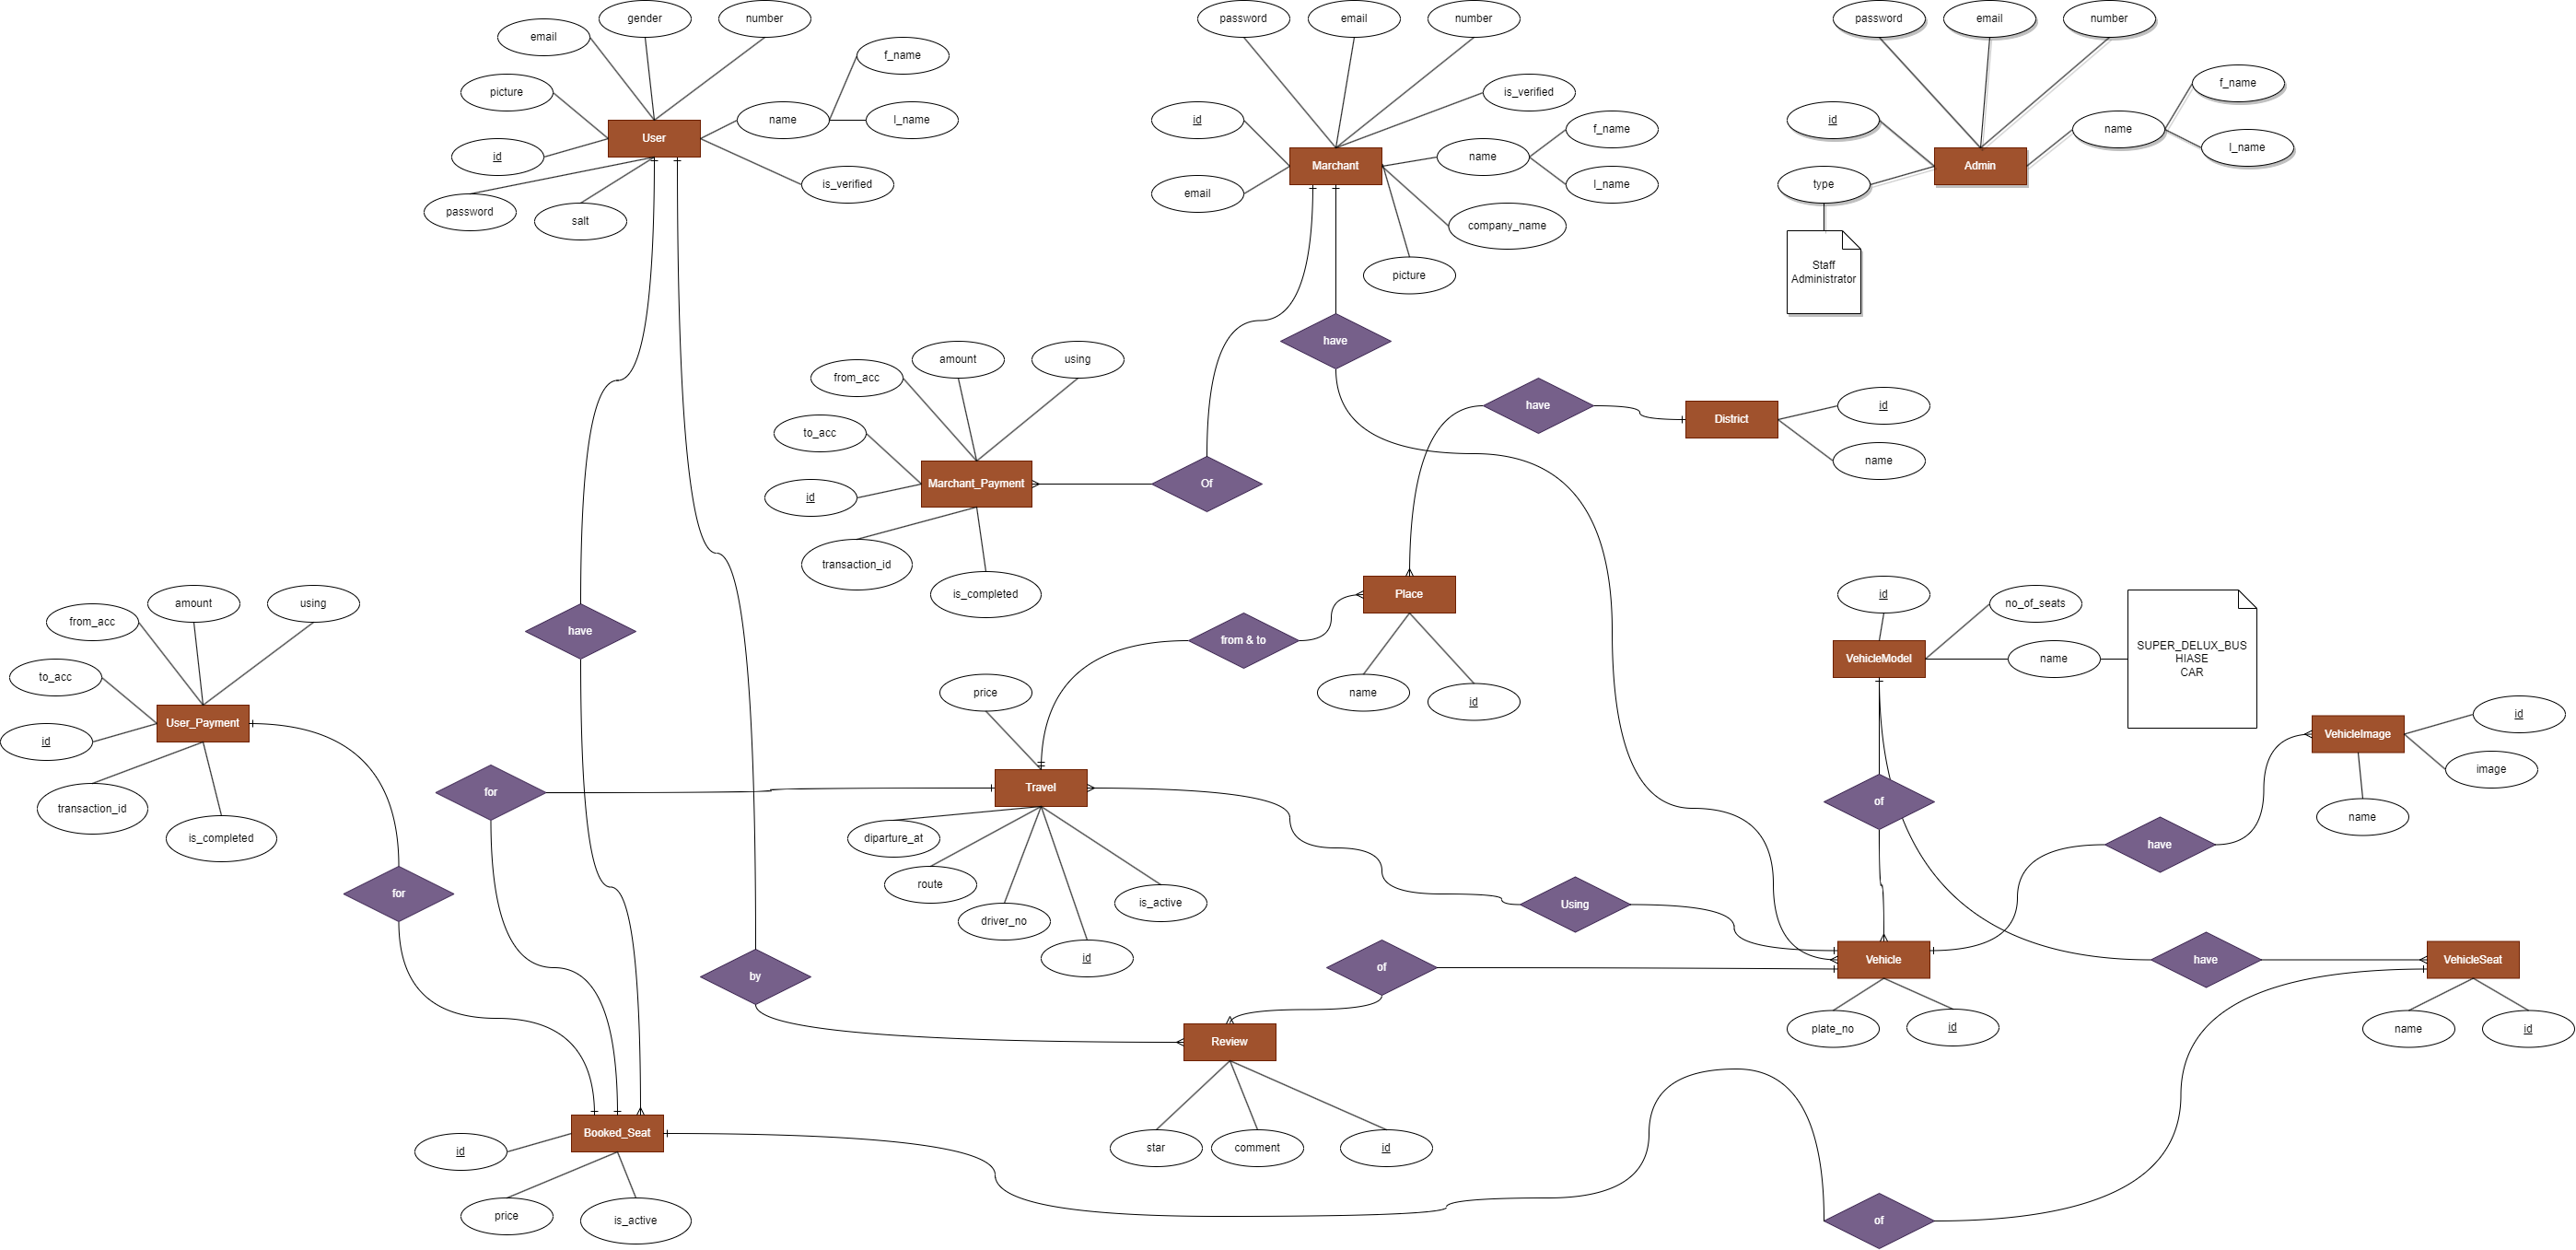 gender
number
email
f_name
picture
name
l_name
User
id
is_verified
password
salt
password
email
number
is_verified
id
f_name
name
Marchant
l_name
email
company_name
picture
password
email
number
f_name
id
name
l_name
Admin
type
Staff
Administrator
have
amount
using
from_acc
to_acc
id
Marchant_Payment
Of
transaction_id
is_completed
have
District
id
name
Place
name
id
from & to
have
amount
using
from_acc
to_acc
User_Payment
id
transaction_id
is_completed
for
for
price
Travel
diparture_at
route
driver_no
id
is_active
by
Using
of
Review
star
comment
id
id
no_of_seats
VehicleModel
name
SUPER_DELUX_BUS
HIASE
CAR
of
have
VehicleImage
id
image
name
Vehicle
plate_no
id
have
VehicleSeat
name
id
Booked_Seat
id
price
is_active
of